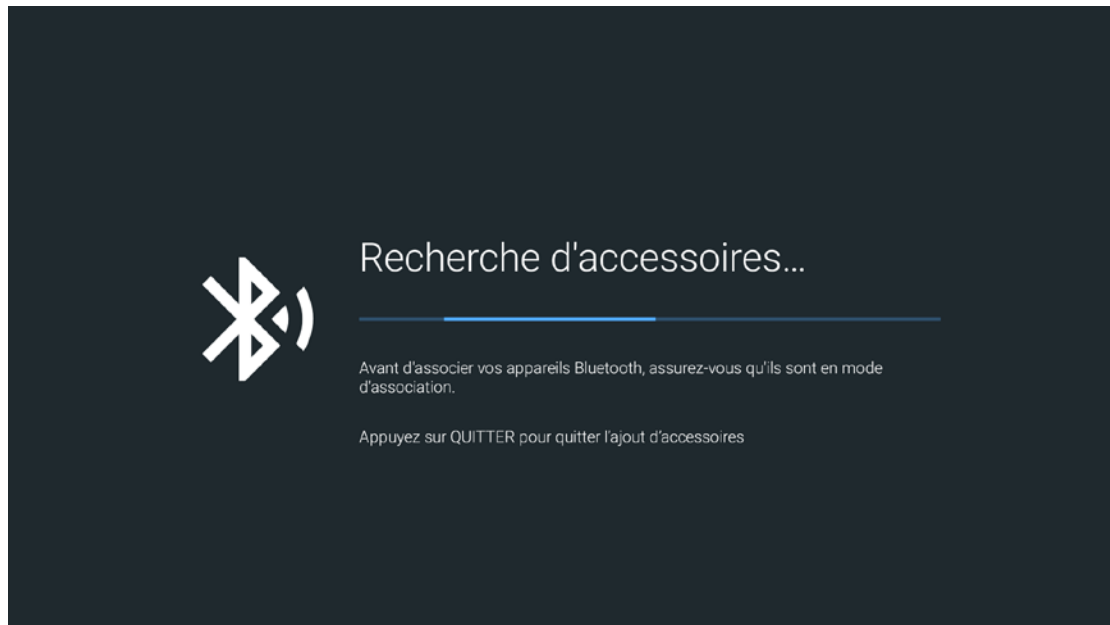 Recherche d'accessoires...
Avant d'associer vos appareils Bluetooth, assurez-vous qu'ils sont en mode
d'association.
Appuyez sur QUITTER pour quitter l'ajout d'accessoires